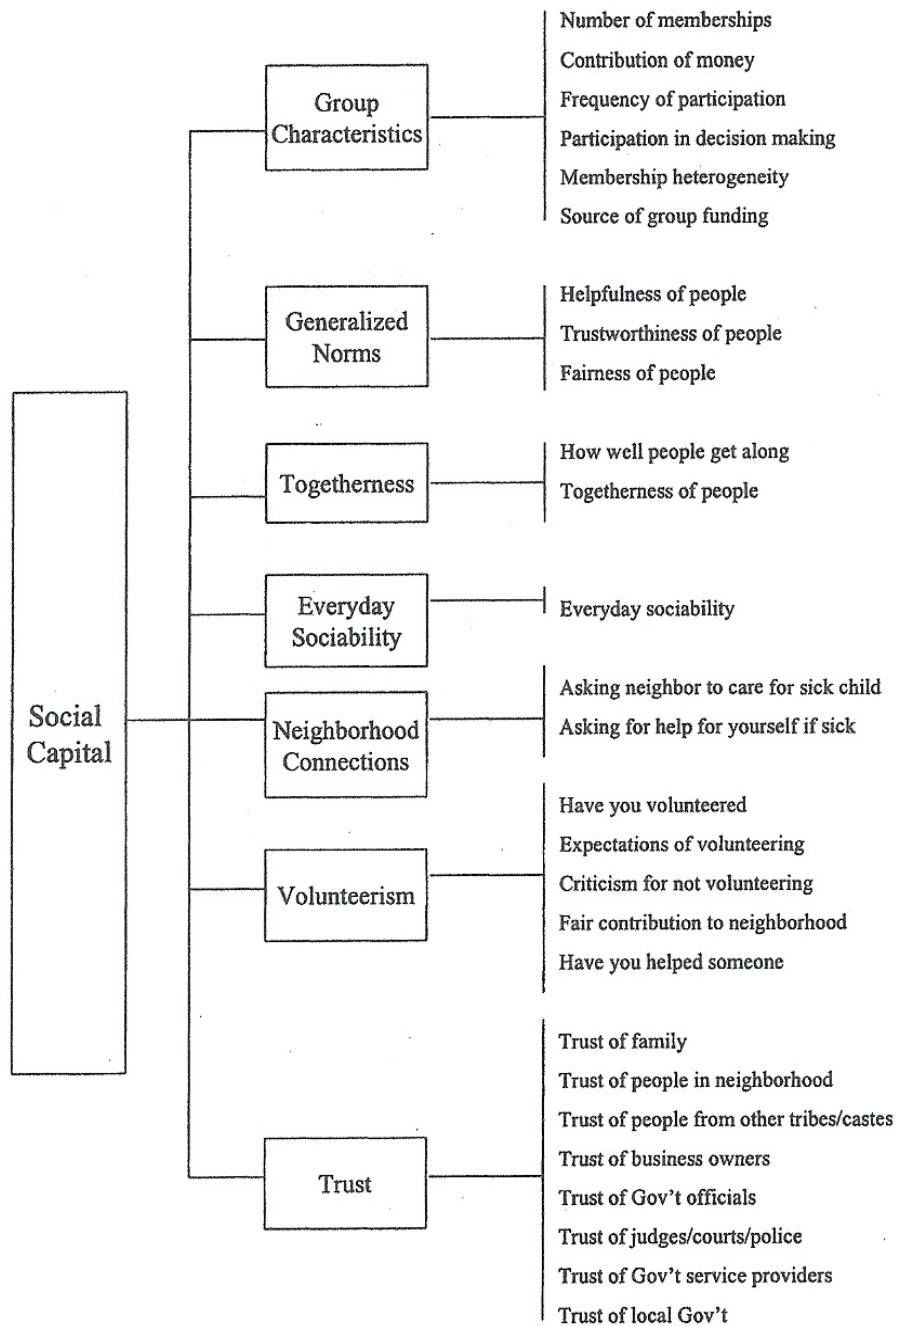 Social
Capital
Group
Characteristics
Number of memberships
Contribution of money
Frequency of participation
Participation in decision making
Membership heterogeneity
Source of group funding
Generalized
Norms
Helpfulness of people
Trustworthiness of people
Fairness of people
Togetherness
How well people get along
Togetherness of people
Everyday
Sociability
Everyday sociability
Neighborhood
Connections
Asking neighbor to care for sick child
Asking for help for yourself if sick
Volunteerism
Have you volunteered
Expectations of volunteering
Criticism for not volunteering
Fair contribution to neighborhood
Have you helped someone
Trust
Trust of family
Trust of people in neighborhood
Trust of people from other tribes/castes
Trust of business owners
Trust of Gov't officials
Trust of judges/courts/police
Trust of Gov't service providers
Trust of local Gov't